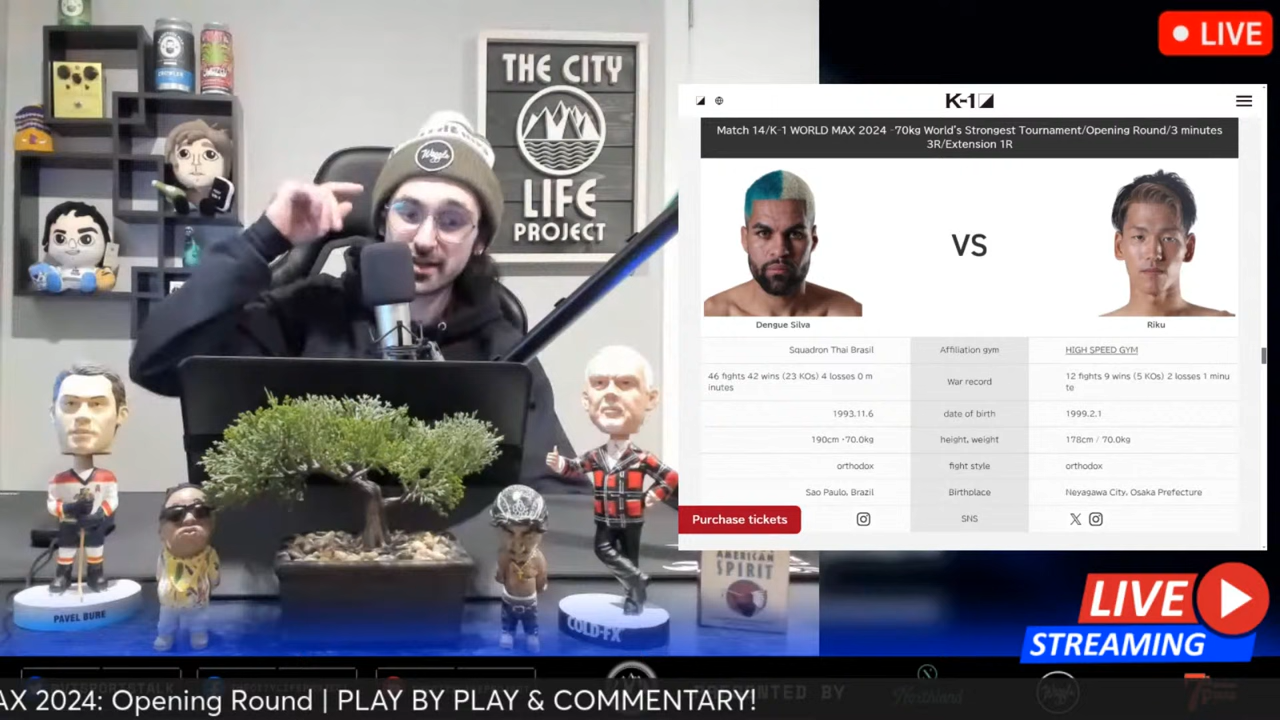 LIVE
THE CITY
LIFE
PROJECT
Waggle
K-1
Match 14/K-1 WORLD MAX 2024 -70kg World's Strongest Tournament/Opening Round/3 minutes
3R/Extension 1R
VS
Dengue Silva
Riku
Squadron Thai Brasil
Affiliation gym
HIGH SPEED GYM
46 fights 42 wins (23 KOs) 4 losses 0 m
inutes
War record
12 fights 9 wins (5 KOs) 2 losses 1 minu
te
1993.11.6
date of birth
1999.2.1
190cm -70.0kg
height, weight
178cm / 70.0kg
orthodox
fight style
orthodox
Sao Paulo, Brazil
Birthplace
Neyagawa City, Osaka Prefecture
Purchase tickets
SNS
AMERICAN
SPIRIT
PAVEL BURE
COLD-FX
LIVE
STREAMING
PRESENTED BY
Northland
AX 2024: Opening Round | PLAY BY PLAY & COMMENTARY!